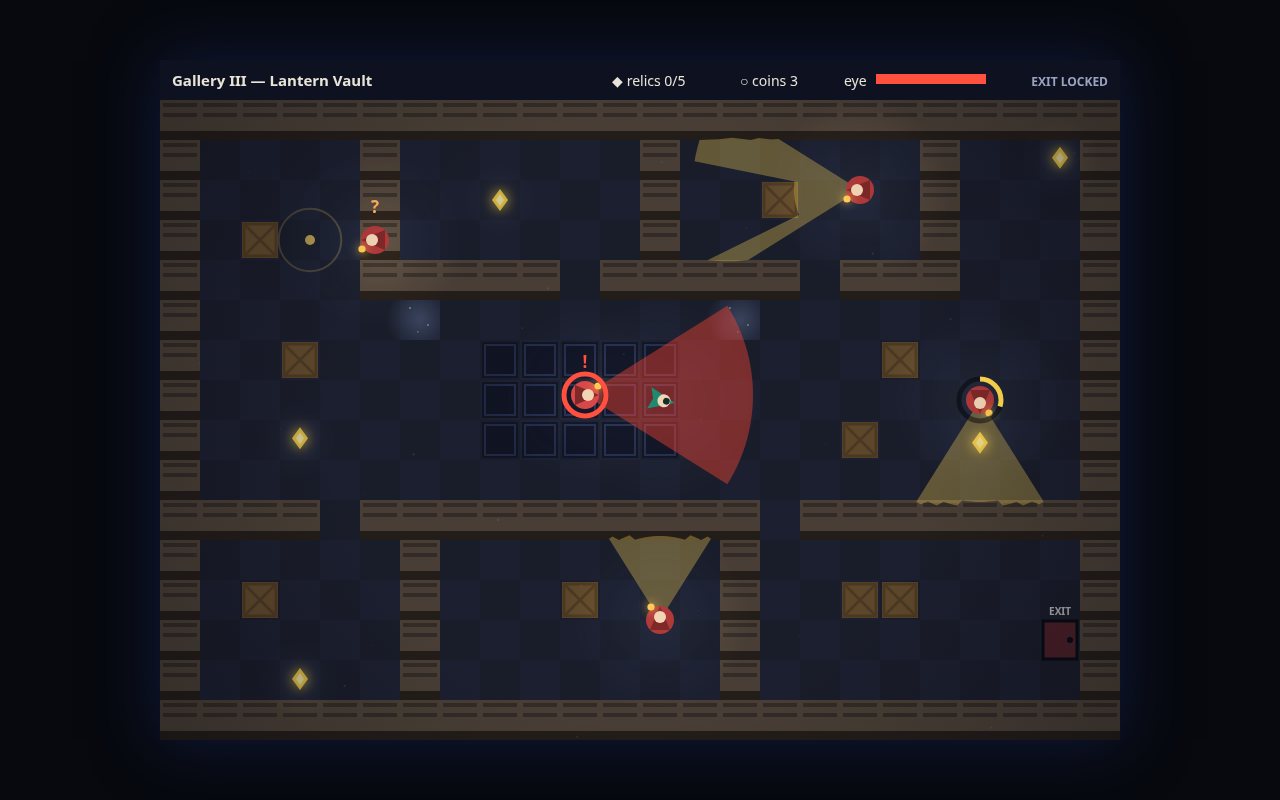 Gallery III — Lantern Vault
◆ relics 0/5
○ coins 3
eye
EXIT LOCKED
?
!
EXIT